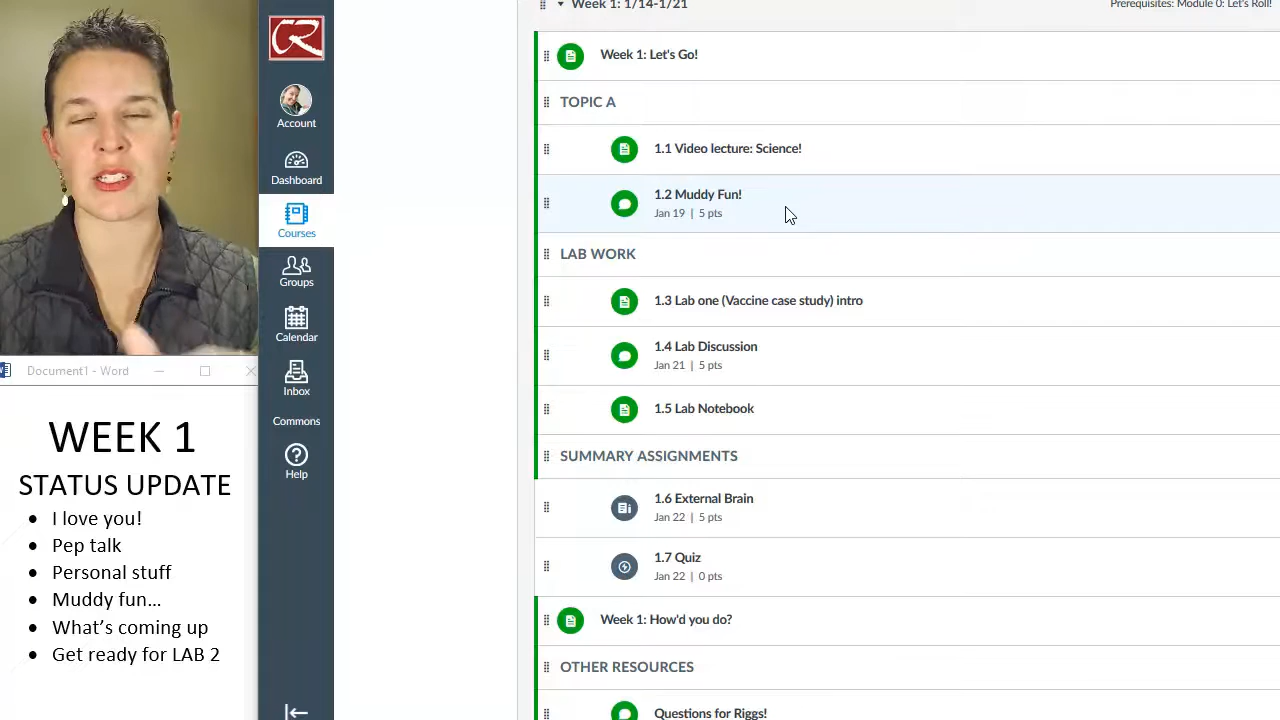 CR
Account
Dashboard
Courses
Groups
Calendar
Inbox
Commons
Help
Document1 - Word
WEEK 1
STATUS UPDATE
• I love you!
• Pep talk
• Personal stuff
• Muddy fun…
• What’s coming up
• Get ready for LAB 2
Week 1: 1/14-1/21
Prerequisites: Module 0: Let's Roll!
Week 1: Let's Go!
TOPIC A
1.1 Video lecture: Science!
1.2 Muddy Fun!
Jan 19 | 5 pts
LAB WORK
1.3 Lab one (Vaccine case study) intro
1.4 Lab Discussion
Jan 21 | 5 pts
1.5 Lab Notebook
SUMMARY ASSIGNMENTS
1.6 External Brain
Jan 22 | 5 pts
1.7 Quiz
Jan 22 | 0 pts
Week 1: How'd you do?
OTHER RESOURCES
Questions for Riggs!